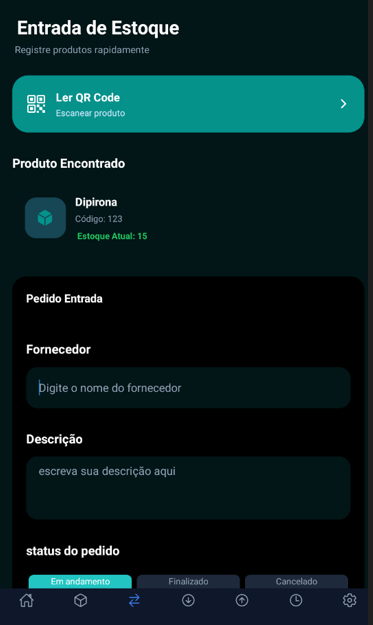 Entrada de Estoque
Registre produtos rapidamente
Ler QR Code
Escanear produto
Produto Encontrado
Dipirona
Código: 123
Estoque Atual: 15
Pedido Entrada
Fornecedor
Digite o nome do fornecedor
Descrição
escreva sua descrição aqui
status do pedido
Em andamento Finalizado Cancelado